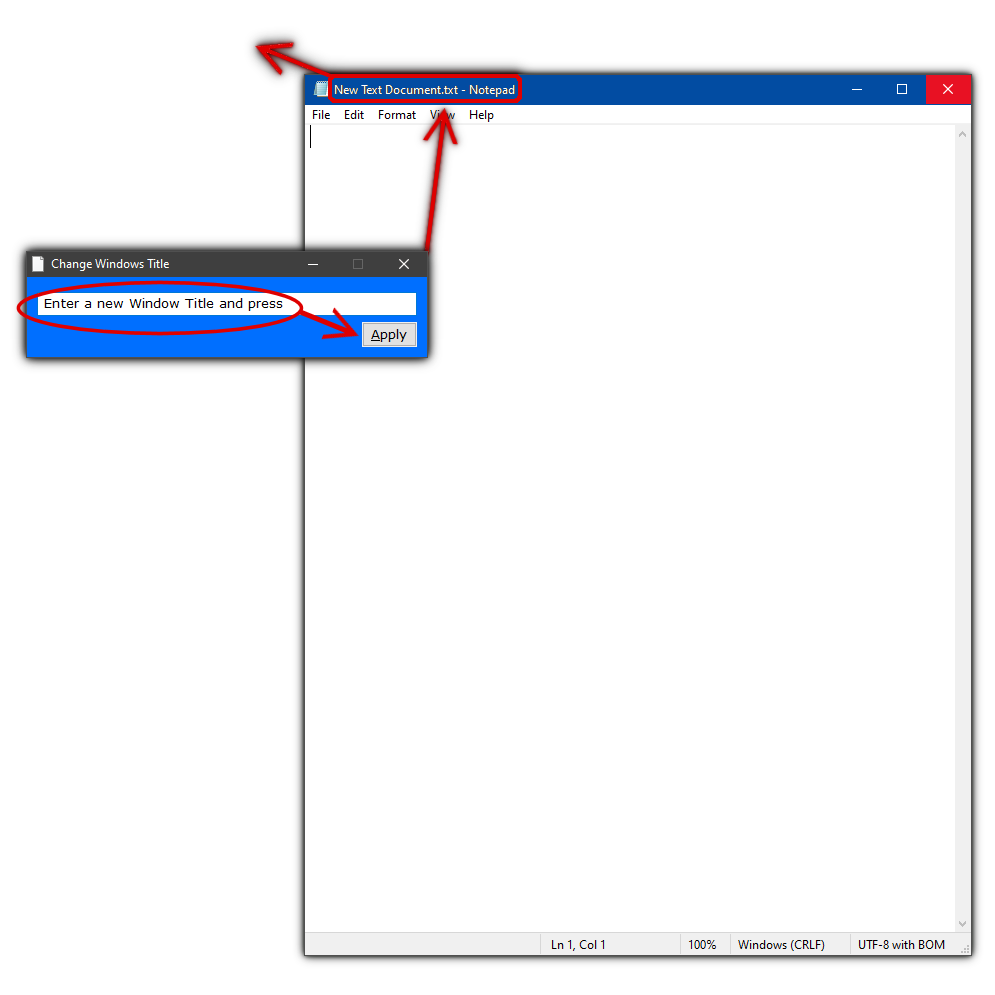 New Text Document.txt - Notepad
File Edit Format View Help
Change Windows Title
Enter a new Window Title and press
Apply
Ln 1, Col 1 100% Windows (CRLF) UTF-8 with BOM